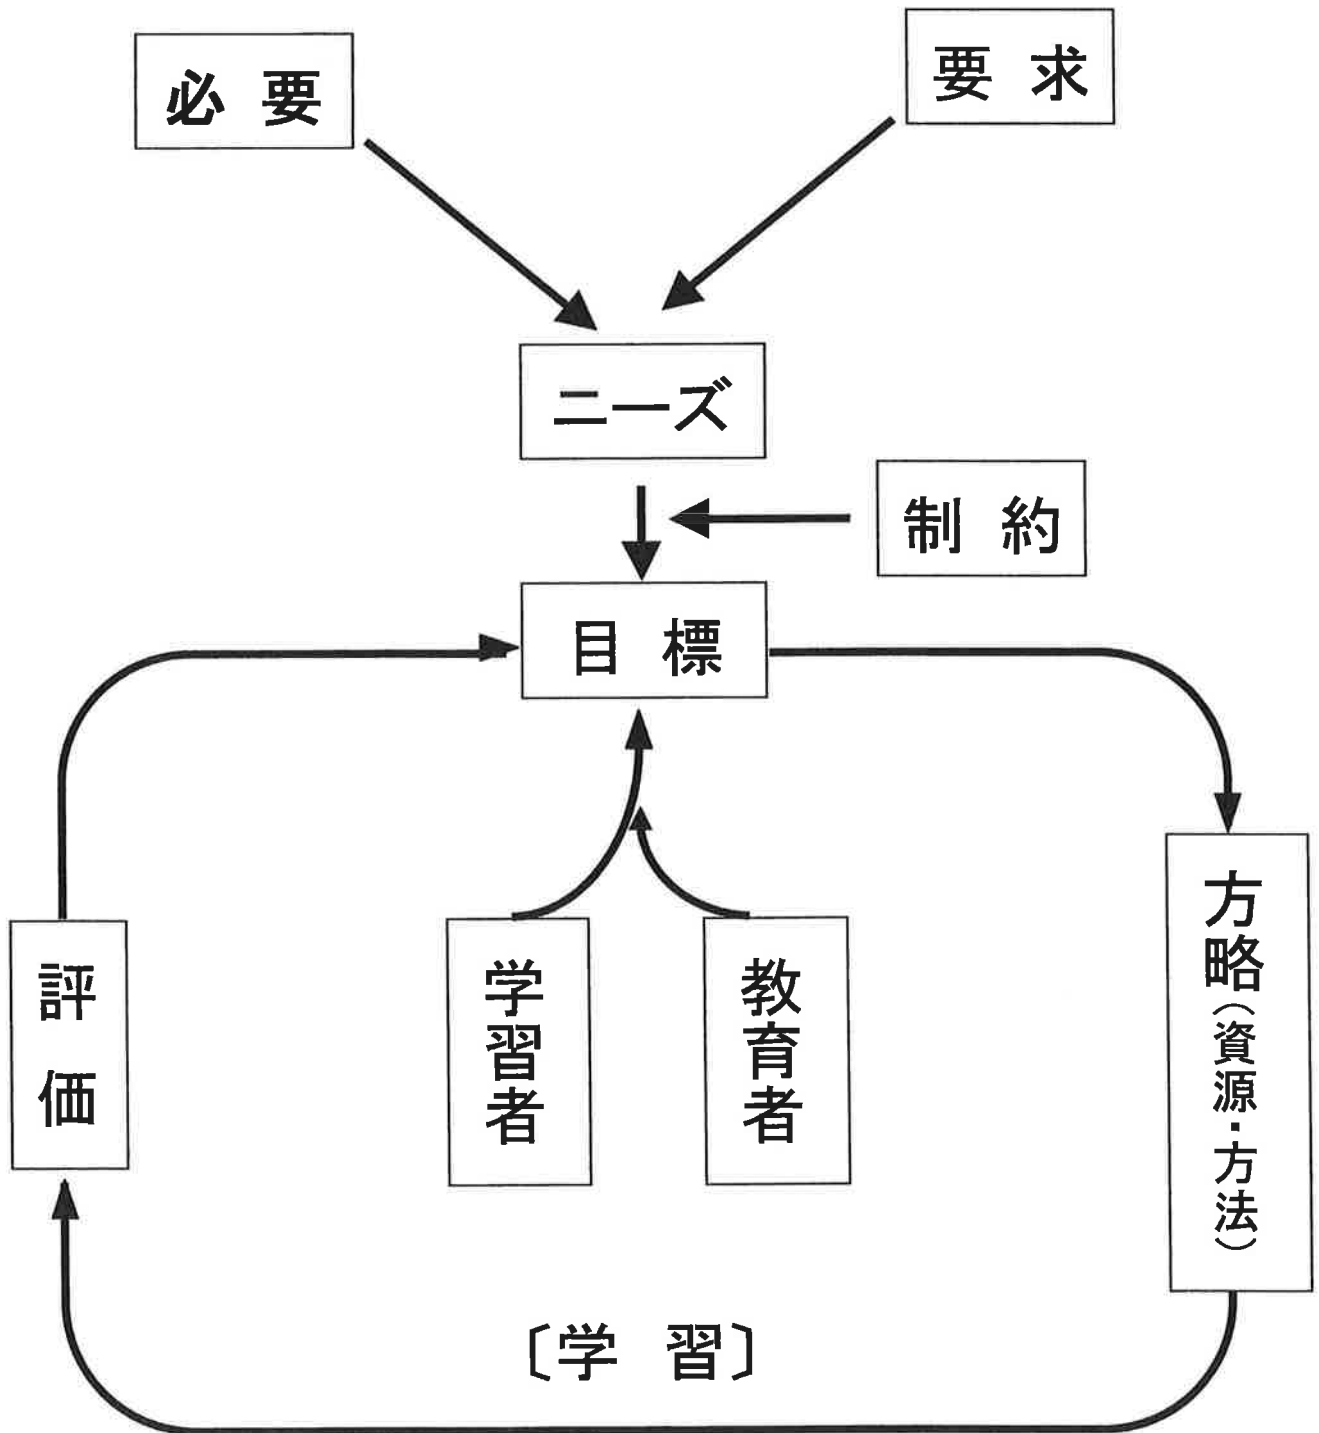 必 要
要 求
ニーズ
制 約
目 標
評価
学習者
教育者
方略(資源・方法)
〔学 習〕